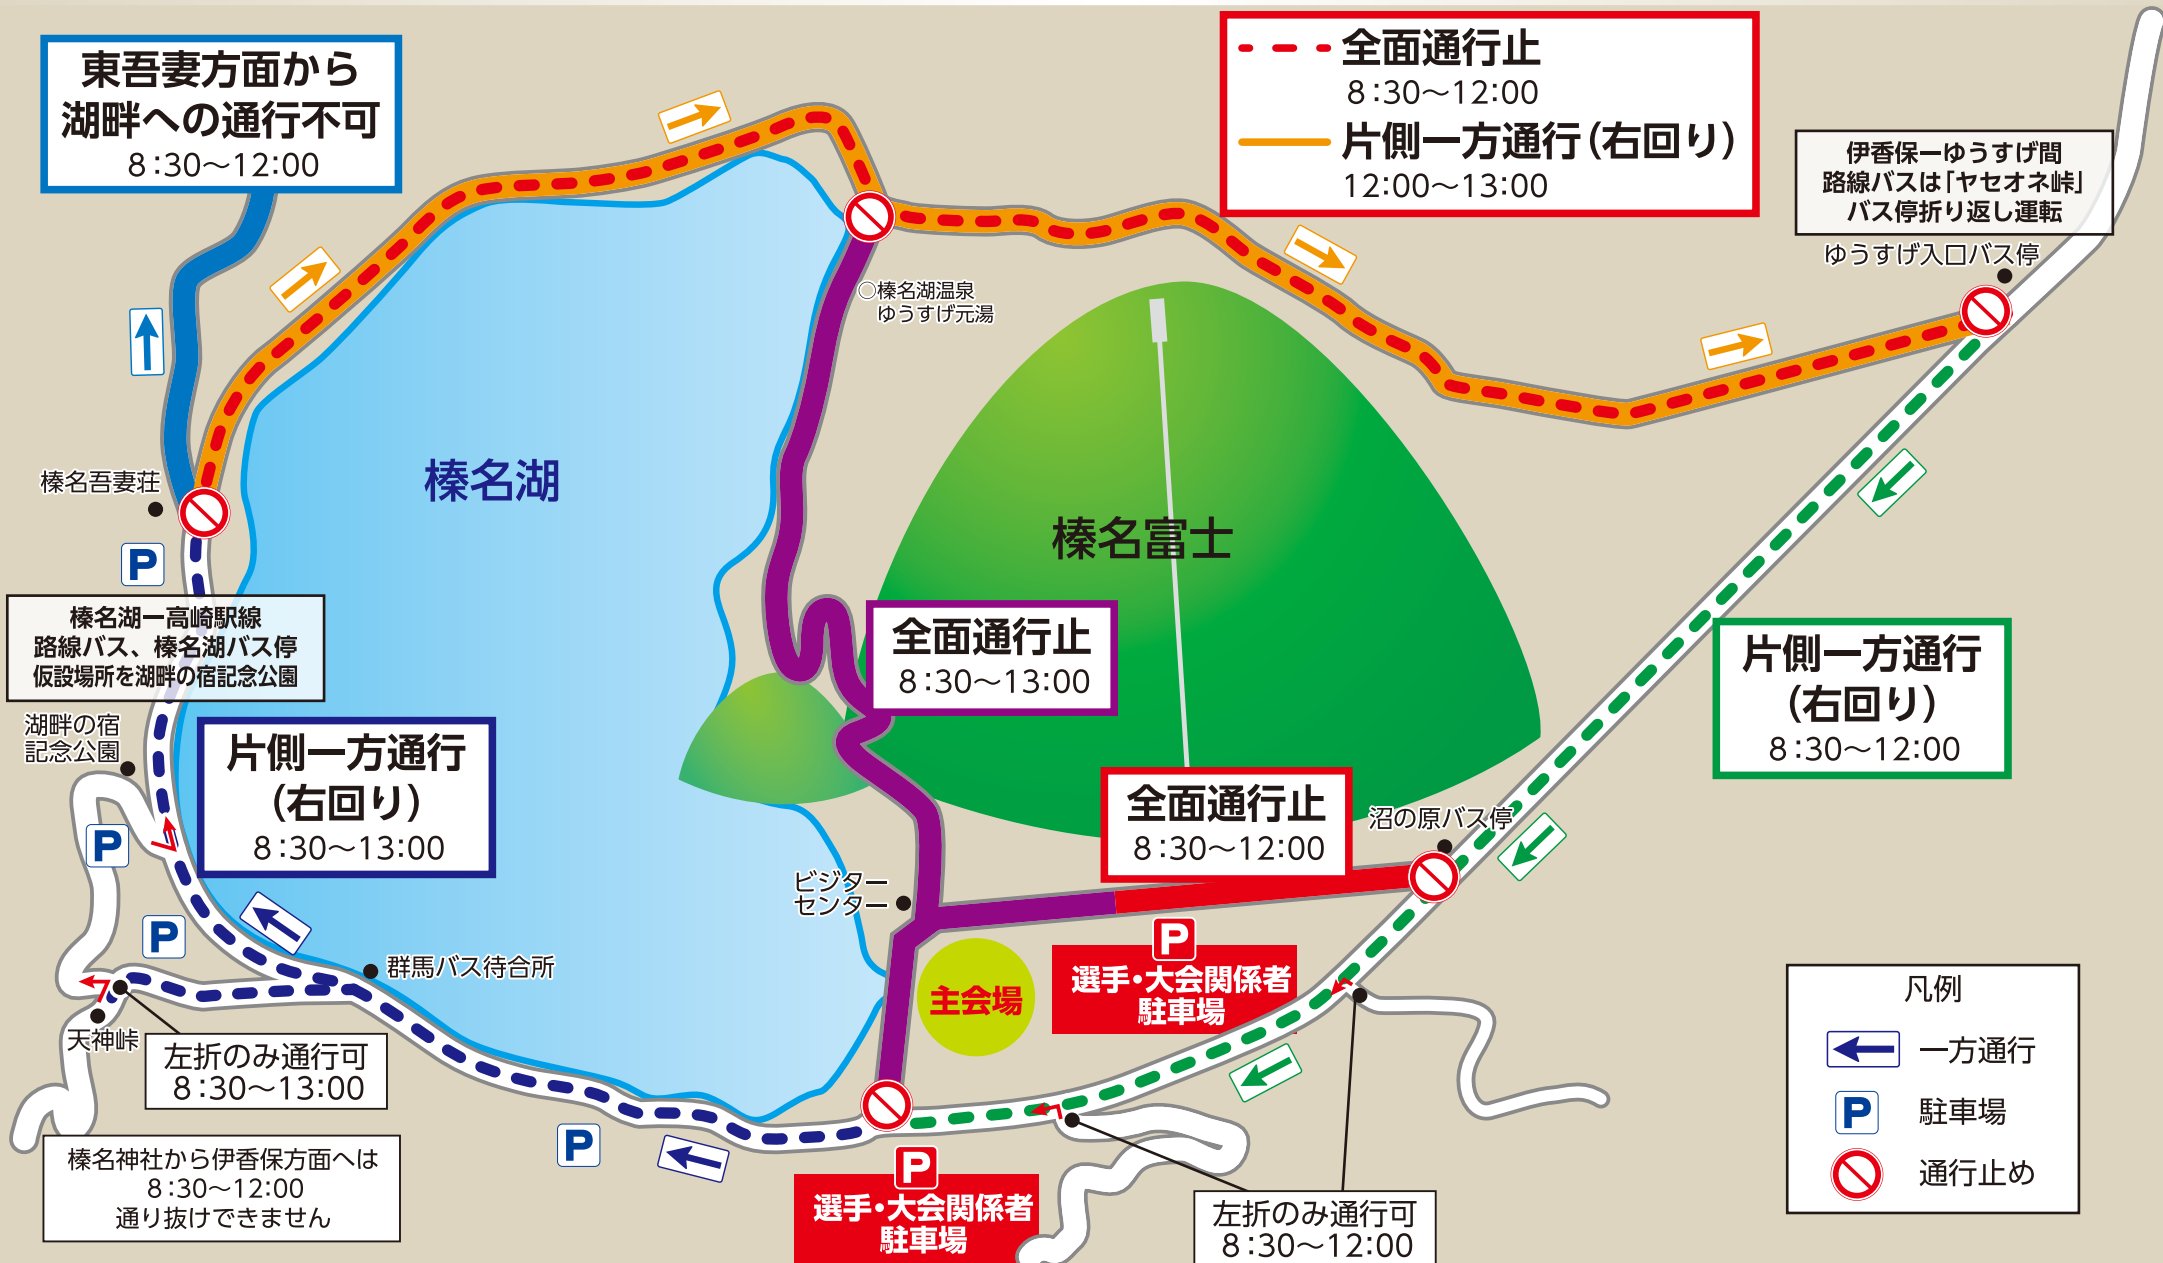 東吾妻方面から
湖畔への通行不可
8:30〜12:00
全面通行止
8:30〜12:00
片側一方通行(右回り)
12:00〜13:00
伊香保ーゆうすげ間
路線バスは「ヤセオネ峠」
バス停折り返し運転
ゆうすげ入口バス停
○榛名湖温泉
ゆうすげ元湯
榛名吾妻荘
P
榛名湖
榛名富士
榛名湖ー高崎駅線
路線バス、榛名湖バス停
仮設場所を湖畔の宿記念公園
湖畔の宿
記念公園
片側一方通行
(右回り)
8:30〜13:00
全面通行止
8:30〜13:00
片側一方通行
(右回り)
8:30〜12:00
全面通行止
8:30〜12:00
沼の原バス停
P
P
ビジター
センター
群馬バス待合所
天神峠
左折のみ通行可
8:30〜13:00
主会場
P
選手・大会関係者
駐車場
榛名神社から伊香保方面へは
8:30〜12:00
通り抜けできません
P
P
選手・大会関係者
駐車場
左折のみ通行可
8:30〜12:00
凡例
一方通行
P
駐車場
通行止め